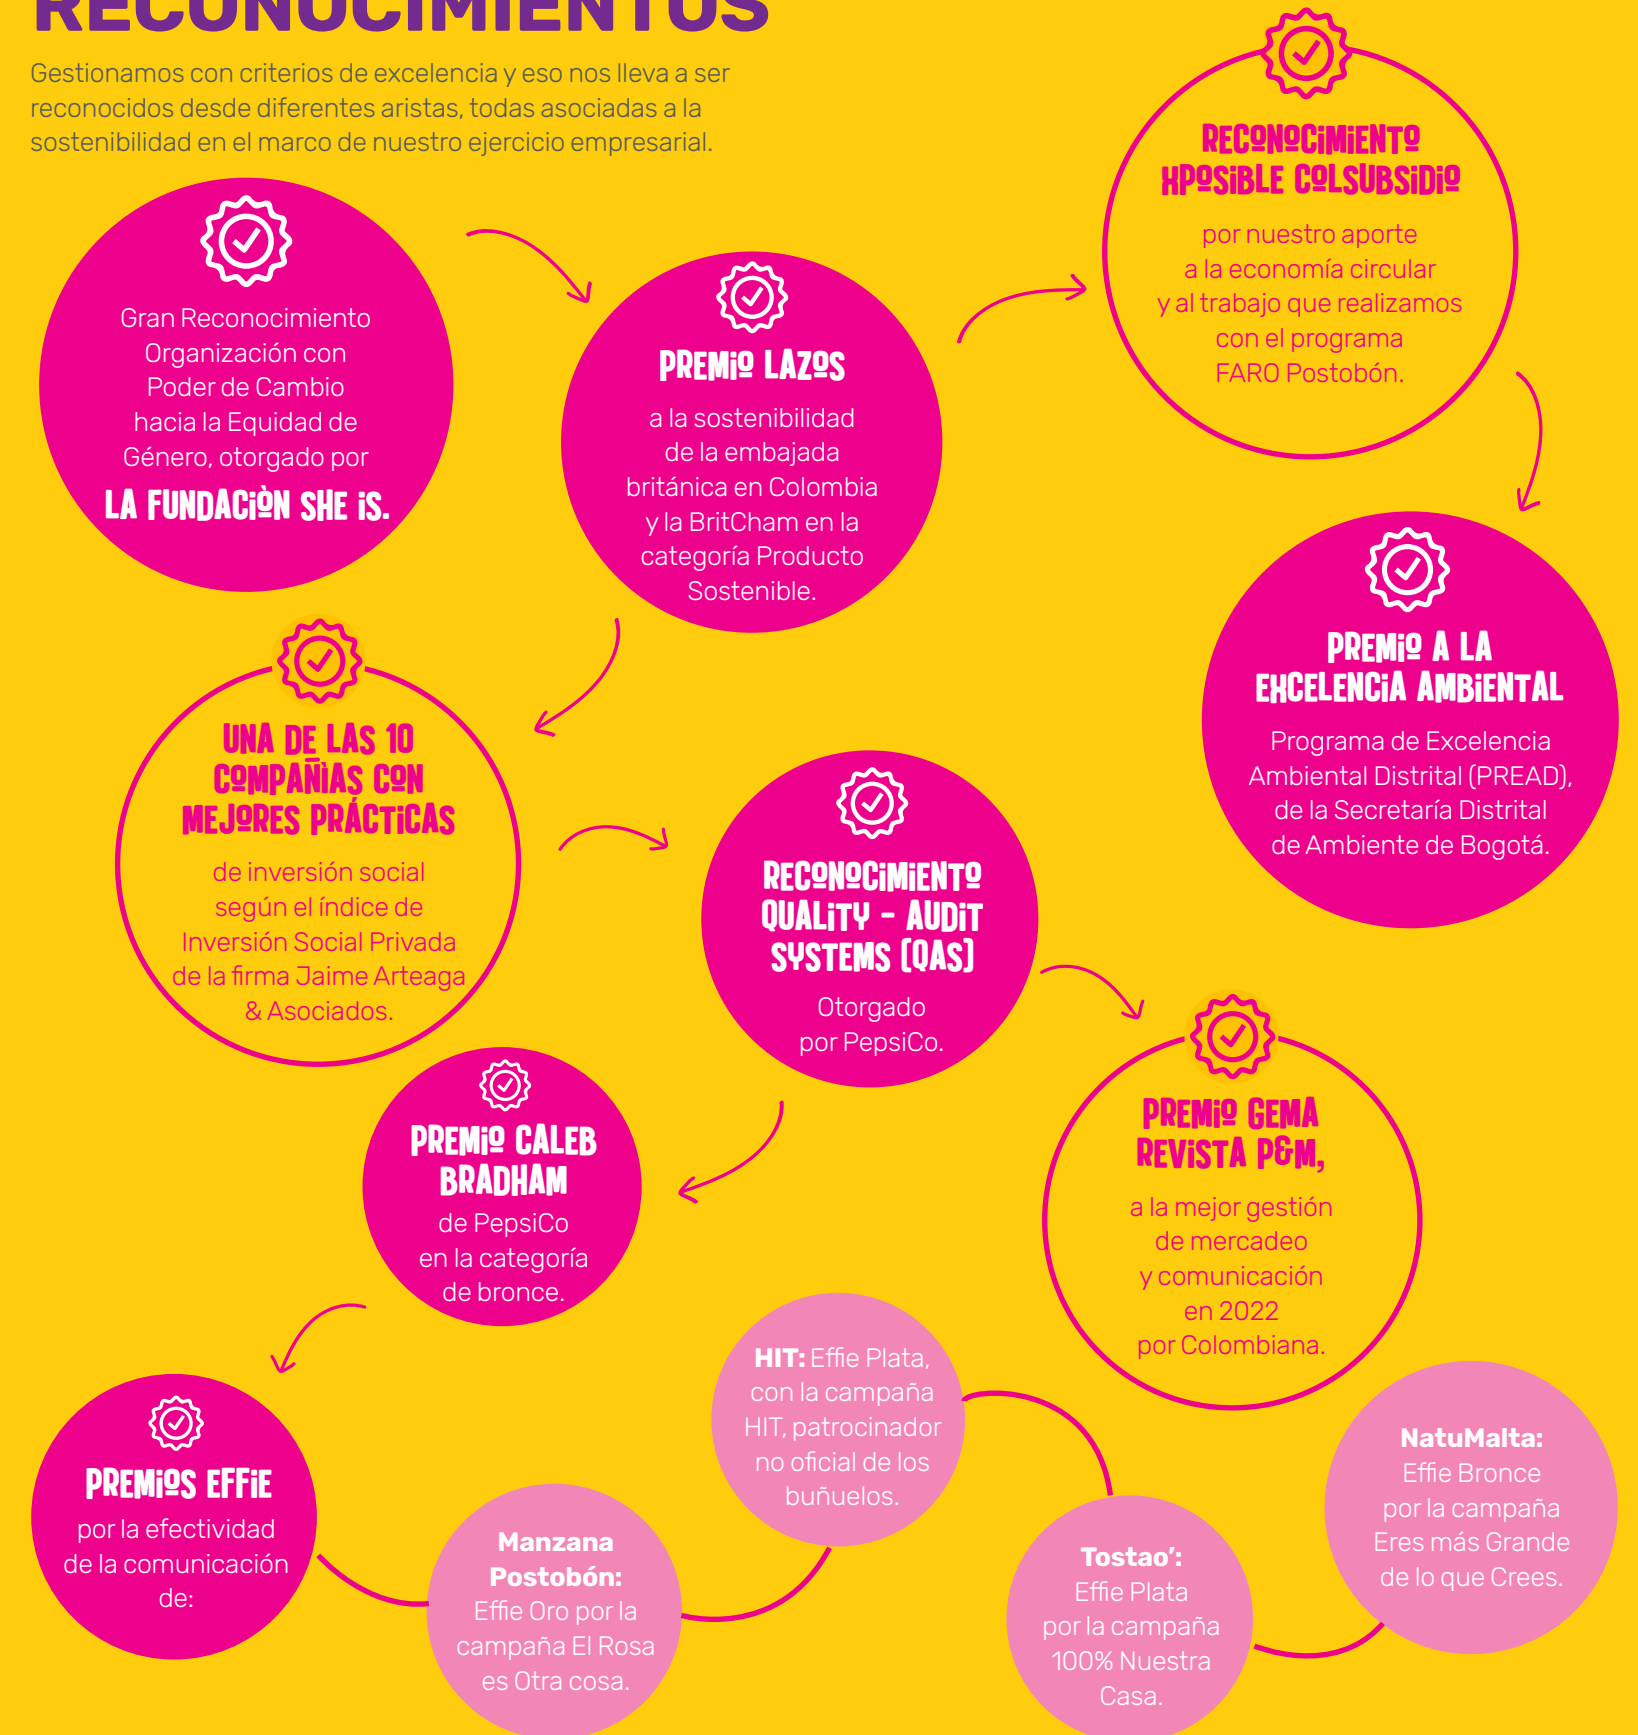 RECONOCIMIENTOS
Gestionamos con criterios de excelencia y eso nos lleva a ser
reconocidos desde diferentes aristas, todas asociadas a la
sostenibilidad en el marco de nuestro ejercicio empresarial.
Gran Reconocimiento
Organización con
Poder de Cambio
hacia la Equidad de
Género, otorgado por
LA FUNDACIÒN SHE iS.
PREMiO LAZOS
a la sostenibilidad
de la embajada
británica en Colombia
y la BritCham en la
categoría Producto
Sostenible.
RECONOCiMiENTO
XPOSiBLE COLSUBSiDiO
por nuestro aporte
a la economía circular
y al trabajo que realizamos
con el programa
FARO Postobón.
PREMiO A LA
EXCELENCiA AMBiENTAL
Programa de Excelencia
Ambiental Distrital (PREAD),
de la Secretaría Distrital
de Ambiente de Bogotá.
UNA DE LAS 10
COMPAÑÌAS CON
MEJORES PRÁCTiCAS
de inversión social
según el índice de
Inversión Social Privada
de la firma Jaime Arteaga
& Asociados.
RECONOCiMiENTO
QUALiTY - AUDiT
SYSTEMS (QAS)
Otorgado
por PepsiCo.
PREMiO GEMA
REViSTA P&M,
a la mejor gestión
de mercadeo
y comunicación
en 2022
por Colombiana.
PREMiO CALEB
BRADHAM
de PepsiCo
en la categoría
de bronce.
PREMiOS EFFiE
por la efectividad
de la comunicación
de:
Manzana
Postobón:
Effie Oro por la
campaña El Rosa
es Otra cosa.
HIT: Effie Plata,
con la campaña
HIT, patrocinador
no oficial de los
buñuelos.
Tostao’:
Effie Plata
por la campaña
100% Nuestra
Casa.
NatuMalta:
Effie Bronce
por la campaña
Eres más Grande
de lo que Crees.